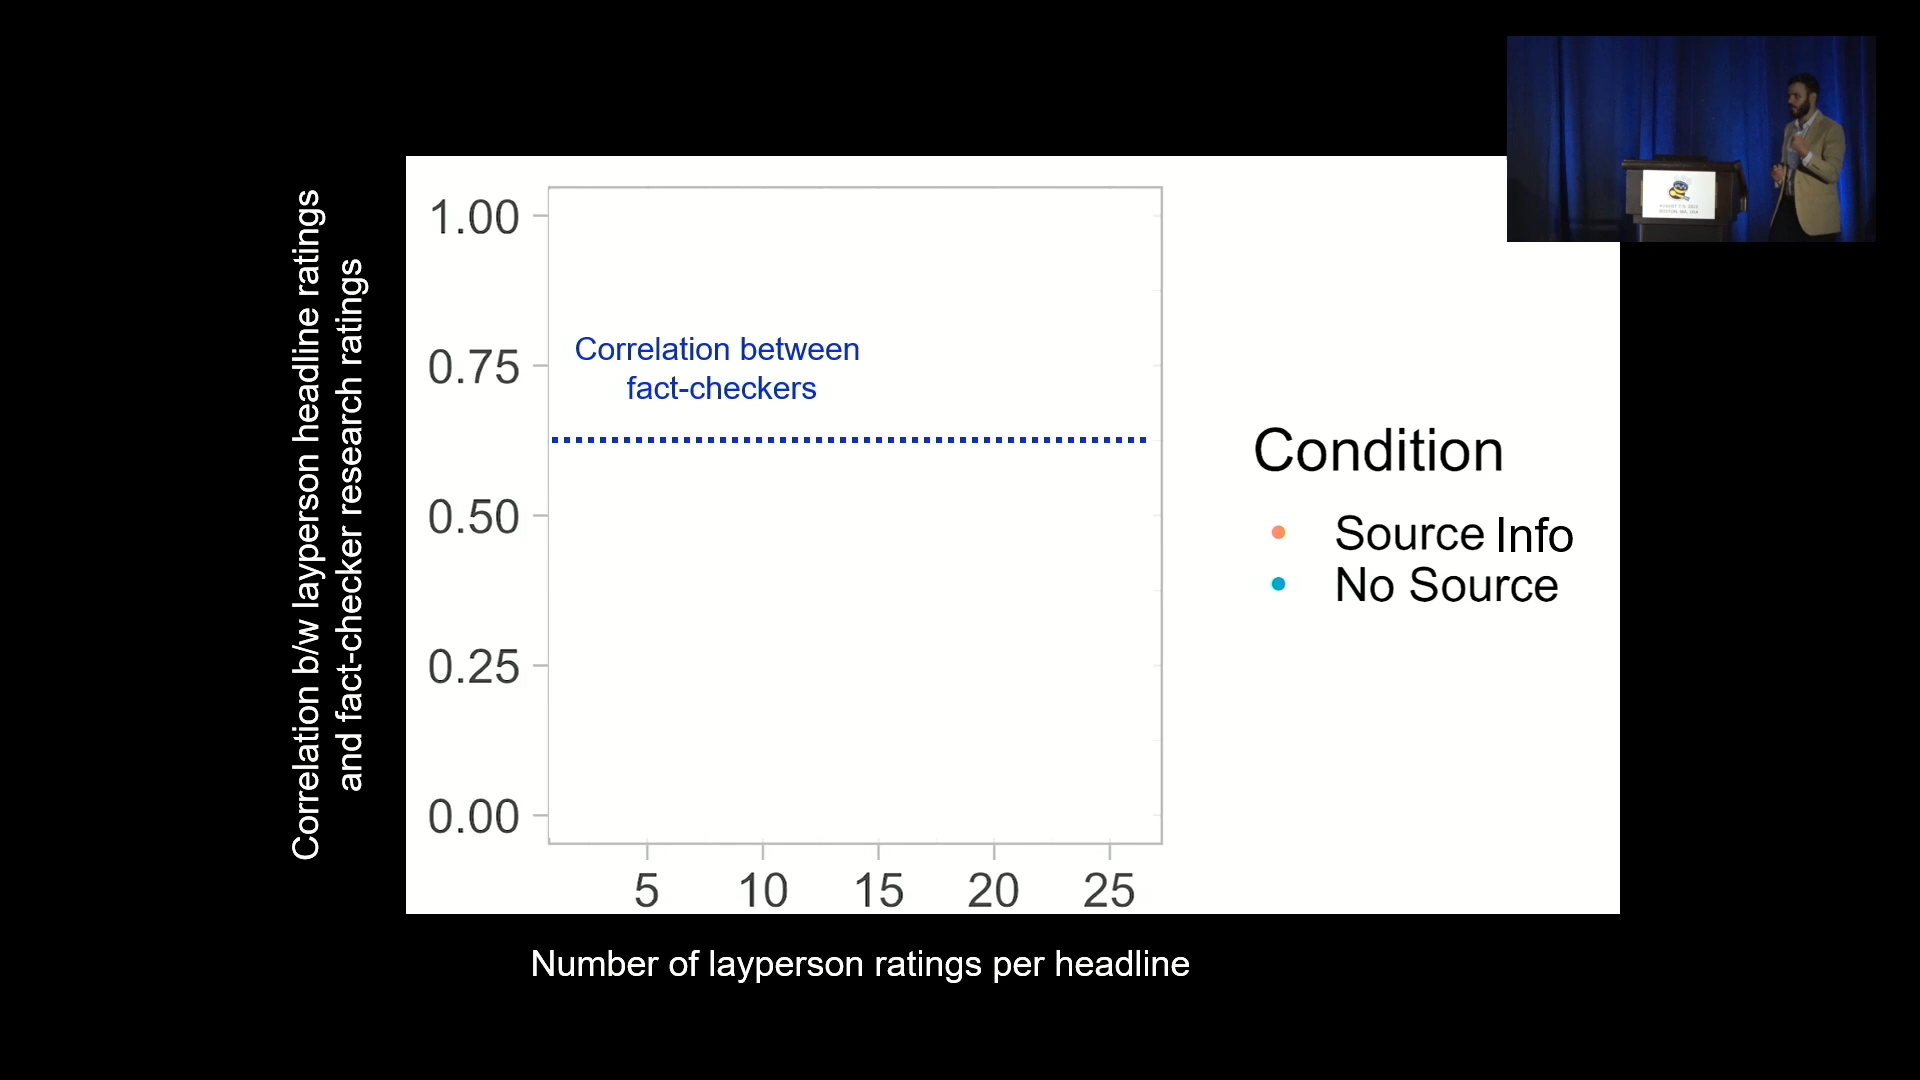 Correlation b/w layperson headline ratings
and fact-checker research ratings
1.00
0.75
0.50
0.25
0.00
Correlation between
fact-checkers
5 10 15 20 25
Number of layperson ratings per headline
Condition
Source Info
No Source